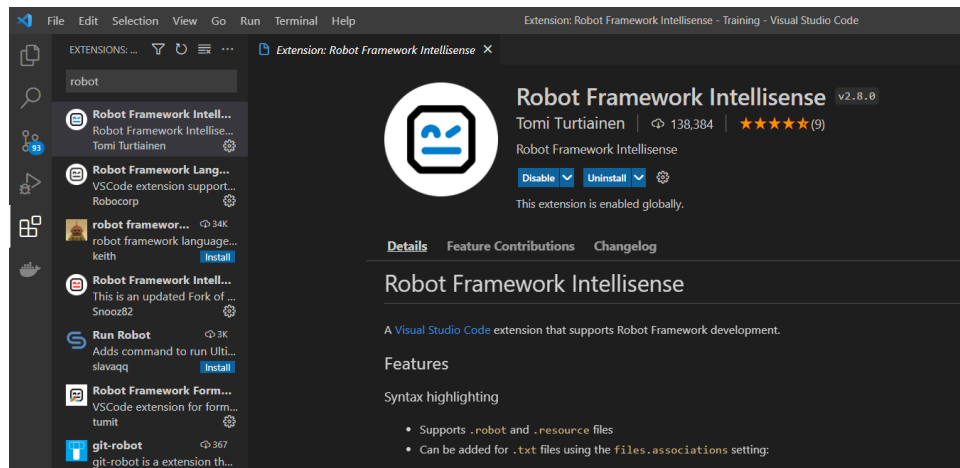 File Edit Selection View Go Run Terminal Help
Extension: Robot Framework Intellisense - Training - Visual Studio Code
EXTENSIONS: ...
Extension: Robot Framework Intellisense
robot
Robot Framework Intell...
Robot Framework Intellise...
Tomi Turtiainen
93
Robot Framework Lang...
VSCode extension support...
Robocorp
robot framewor... 34K
robot framework language...
keith Install
Robot Framework Intell...
This is an updated Fork of ...
Snooz82
Run Robot 3K
Adds command to run Ulti...
slavaqq Install
Robot Framework Form...
VSCode extension for form...
tumit
git-robot 367
git-robot is a extension th...
Robot Framework Intellisense v2.8.0
Tomi Turtiainen 138,384 (9)
Robot Framework Intellisense
Disable Uninstall
This extension is enabled globally.
Details Feature Contributions Changelog
Robot Framework Intellisense
A Visual Studio Code extension that supports Robot Framework development.
Features
Syntax highlighting
• Supports .robot and .resource files
• Can be added for .txt files using the files.associations setting: